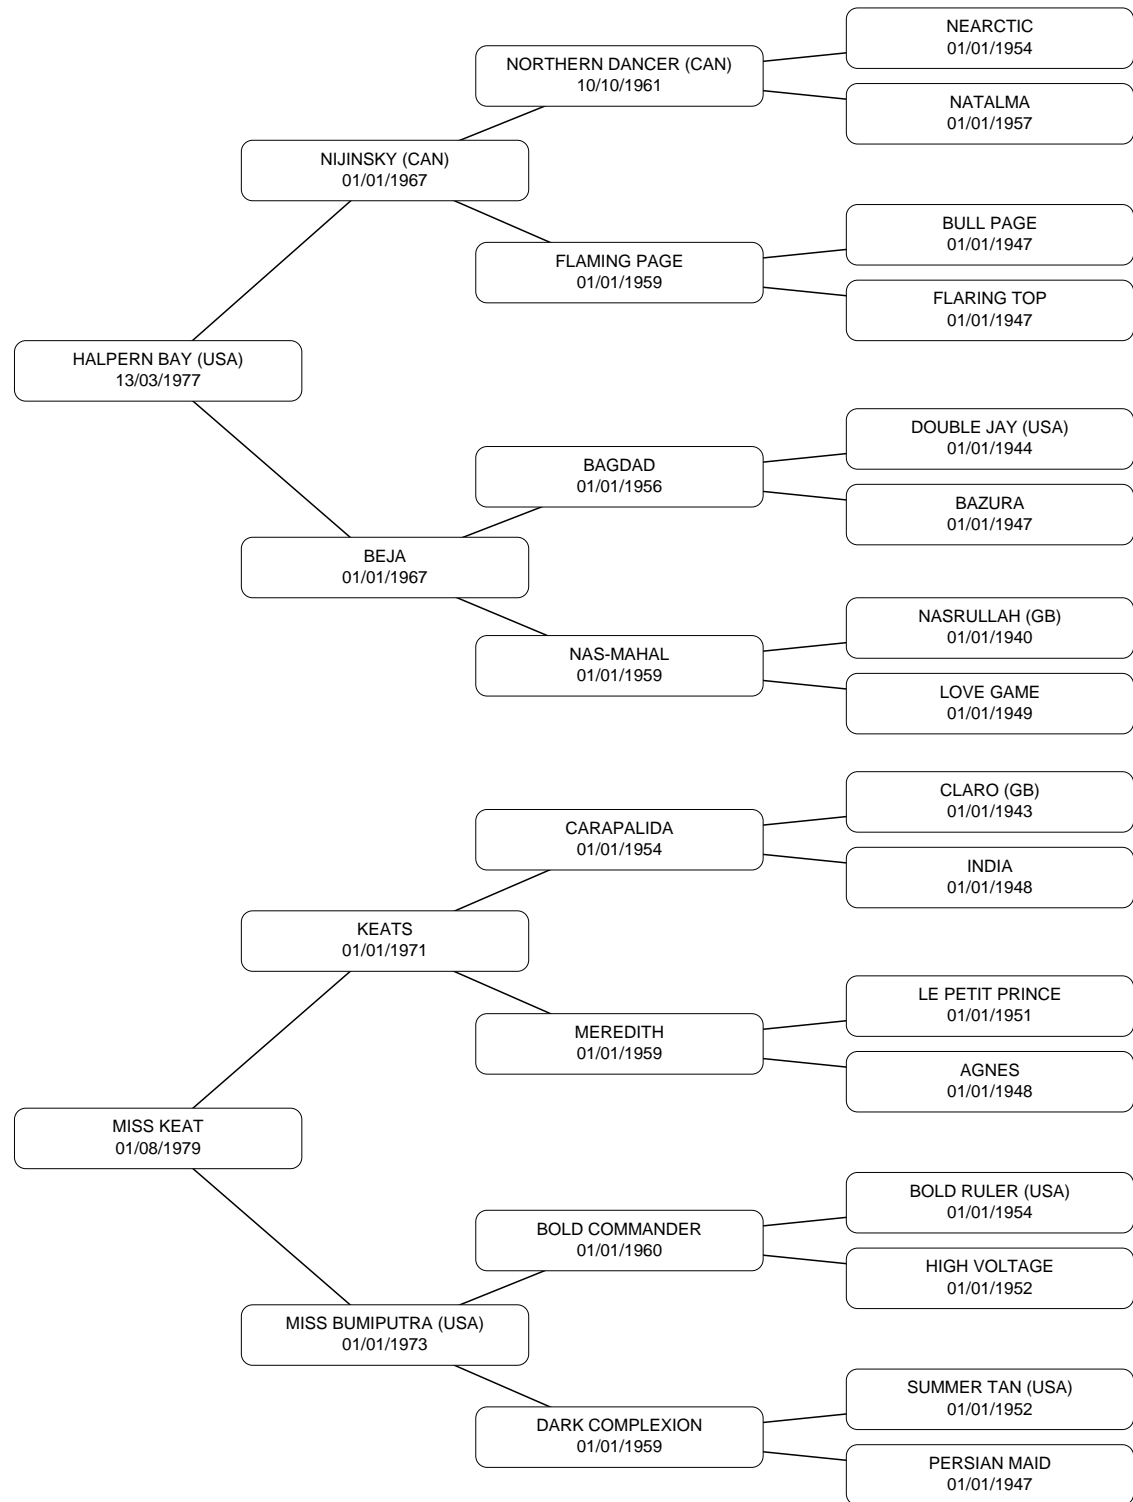 NEARCTIC
01/01/1954
NORTHERN DANCER (CAN)
10/10/1961
NATALMA
01/01/1957
NIJINSKY (CAN)
01/01/1967
BULL PAGE
01/01/1947
FLAMING PAGE
01/01/1959
FLARING TOP
01/01/1947
HALPERN BAY (USA)
13/03/1977
DOUBLE JAY (USA)
01/01/1944
BAGDAD
01/01/1956
BAZURA
01/01/1947
BEJA
01/01/1967
NASRULLAH (GB)
01/01/1940
NAS-MAHAL
01/01/1959
LOVE GAME
01/01/1949
CLARO (GB)
01/01/1943
CARAPALIDA
01/01/1954
INDIA
01/01/1948
KEATS
01/01/1971
LE PETIT PRINCE
01/01/1951
MEREDITH
01/01/1959
AGNES
01/01/1948
MISS KEAT
01/08/1979
BOLD RULER (USA)
01/01/1954
BOLD COMMANDER
01/01/1960
HIGH VOLTAGE
01/01/1952
MISS BUMIPUTRA (USA)
01/01/1973
SUMMER TAN (USA)
01/01/1952
DARK COMPLEXION
01/01/1959
PERSIAN MAID
01/01/1947